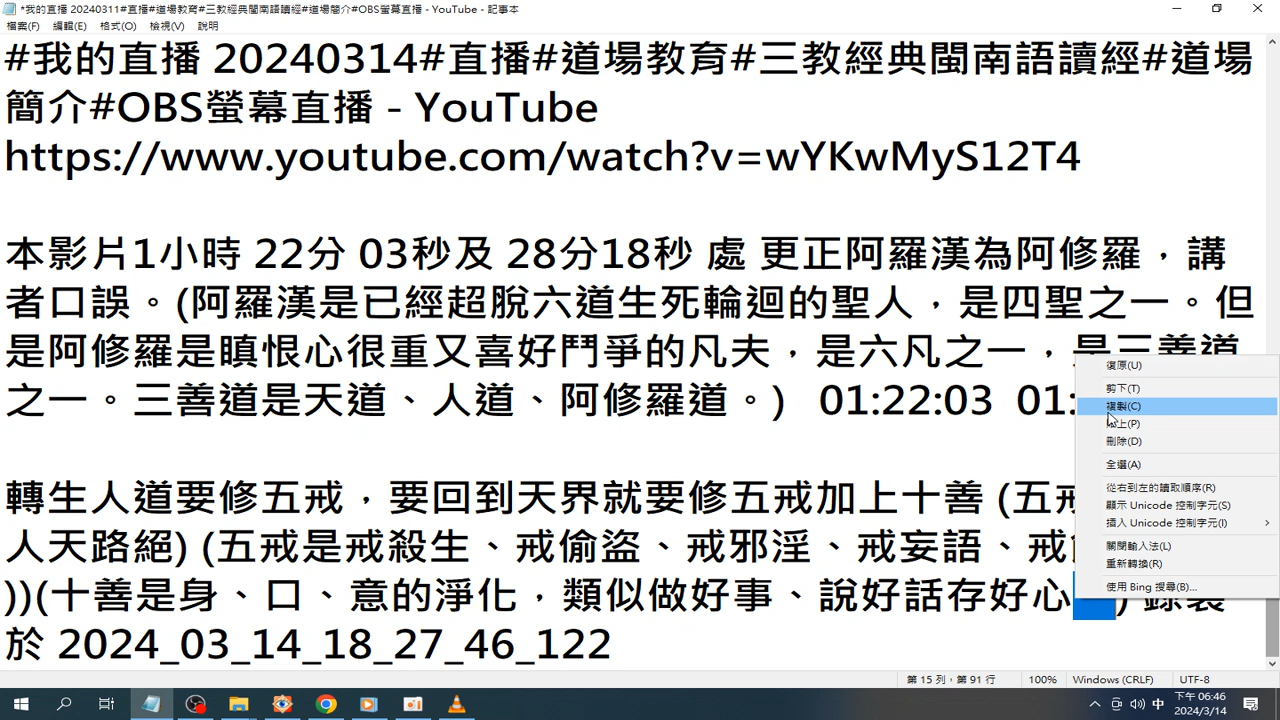 *我的直播 20240311#直播#道場教育#三教經典閩南語讀經#道場簡介#OBS螢幕直播 - YouTube - 記事本
檔案(F) 編輯(E) 格式(O) 檢視(V) 說明
#我的直播 20240314#直播#道場教育#三教經典閩南語讀經#道場
簡介#OBS螢幕直播 - YouTube
https://www.youtube.com/watch?v=wYKwMyS12T4
本影片1小時 22分 03秒及 28分18秒 處 更正阿羅漢為阿修羅，講
者口誤。(阿羅漢是已經超脫六道生死輪迴的聖人，是四聖之一。但
是阿修羅是瞋恨心很重又喜好鬥爭的凡夫，是六凡之一，是三善道
之一。三善道是天道、人道、阿修羅道。) 01:22:03 01:
轉生人道要修五戒，要回到天界就要修五戒加上十善 (五戒
人天路絕) (五戒是戒殺生、戒偷盜、戒邪淫、戒妄語、戒
))(十善是身、口、意的淨化，類似做好事、說好話存好心
) 錄製
於 2024_03_14_18_27_46_122
復原(U)
剪下(T)
複製(C)
貼上(P)
刪除(D)
全選(A)
從右到左的讀取順序(R)
顯示 Unicode 控制字元(S)
插入 Unicode 控制字元(I)
關閉輸入法(L)
重新轉換(R)
使用 Bing 搜尋(B)...
第 15 列，第 91 行 100% Windows (CRLF) UTF-8
中 下午 06:46
2024/3/14